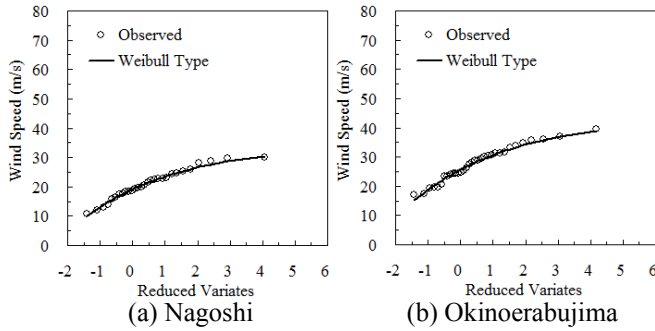 80
70
60
50
40
30
20
10
0
Wind Speed (m/s)
Observed
Weibull Type
-2 -1 0 1 2 3 4 5 6
Reduced Variates
(a) Nagoshi
80
70
60
50
40
30
20
10
0
Wind Speed (m/s)
Observed
Weibull Type
-2 -1 0 1 2 3 4 5 6
Reduced Variates
(b) Okinoerabujima